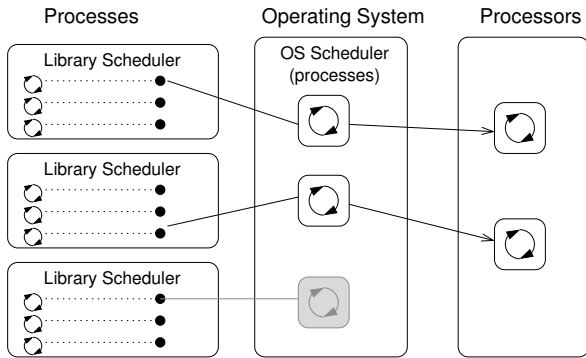 Processes
Operating System
Processors
Library Scheduler
OS Scheduler
(processes)
Library Scheduler
Library Scheduler